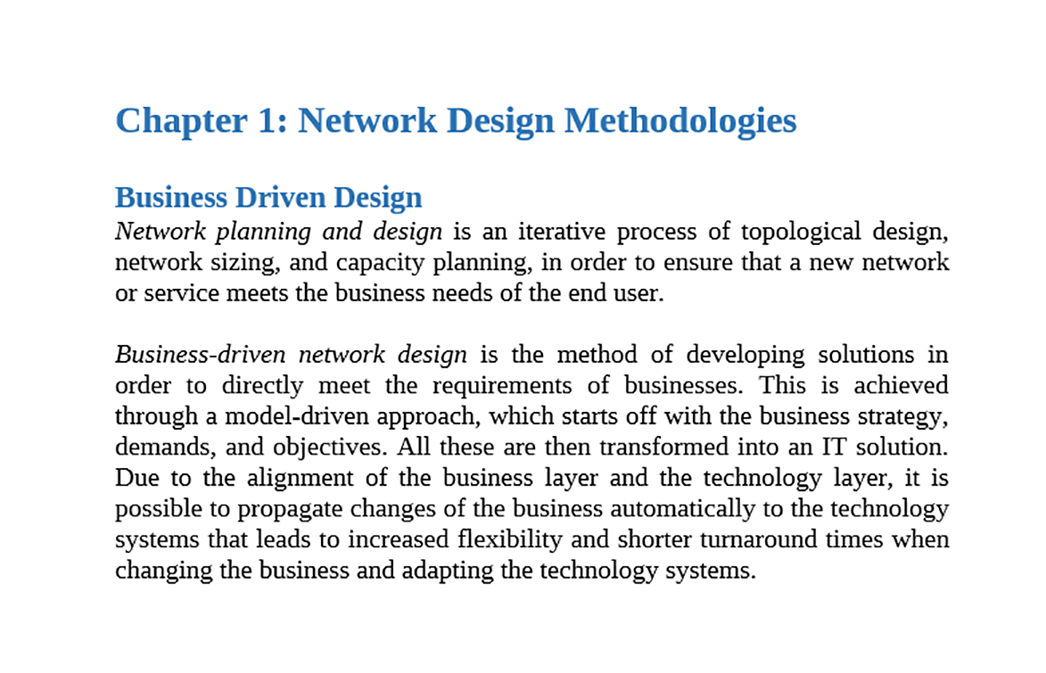 Chapter 1: Network Design Methodologies
Business Driven Design
Network planning and design is an iterative process of topological design,
network sizing, and capacity planning, in order to ensure that a new network
or service meets the business needs of the end user.
Business-driven network design is the method of developing solutions in
order to directly meet the requirements of businesses. This is achieved
through a model-driven approach, which starts off with the business strategy,
demands, and objectives. All these are then transformed into an IT solution.
Due to the alignment of the business layer and the technology layer, it is
possible to propagate changes of the business automatically to the technology
systems that leads to increased flexibility and shorter turnaround times when
changing the business and adapting the technology systems.